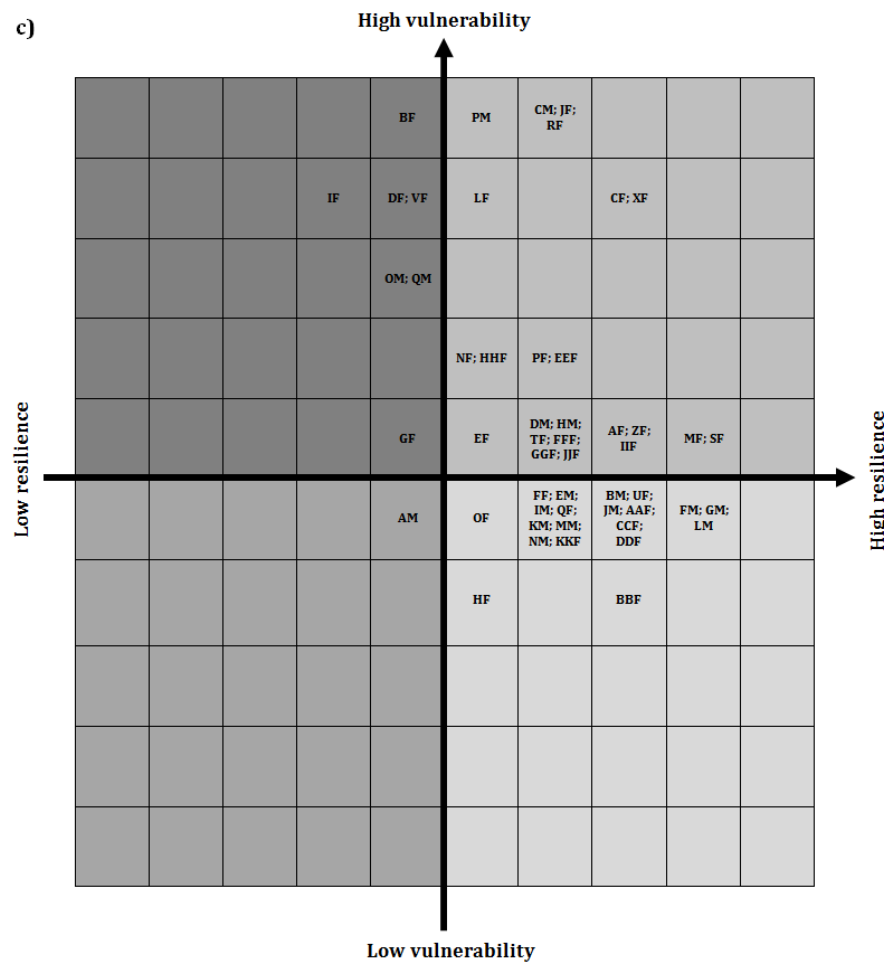 c)
High vulnerability
BF
PM
CM; JF;
RF
IF
DF; VF
LF
CF; XF
OM; QM
NF; HHF
PF; EEF
GF
EF
DM; HM;
TF; FFF;
GGF; JJF
AF; ZF;
IIF
MF; SF
Low resilience
High resilience
AM
OF
FF; EM;
IM; QF;
KM; MM;
NM; KKF
BM; UF;
JM; AAF;
CCF;
DDF
FM; GM;
LM
HF
BBF
Low vulnerability